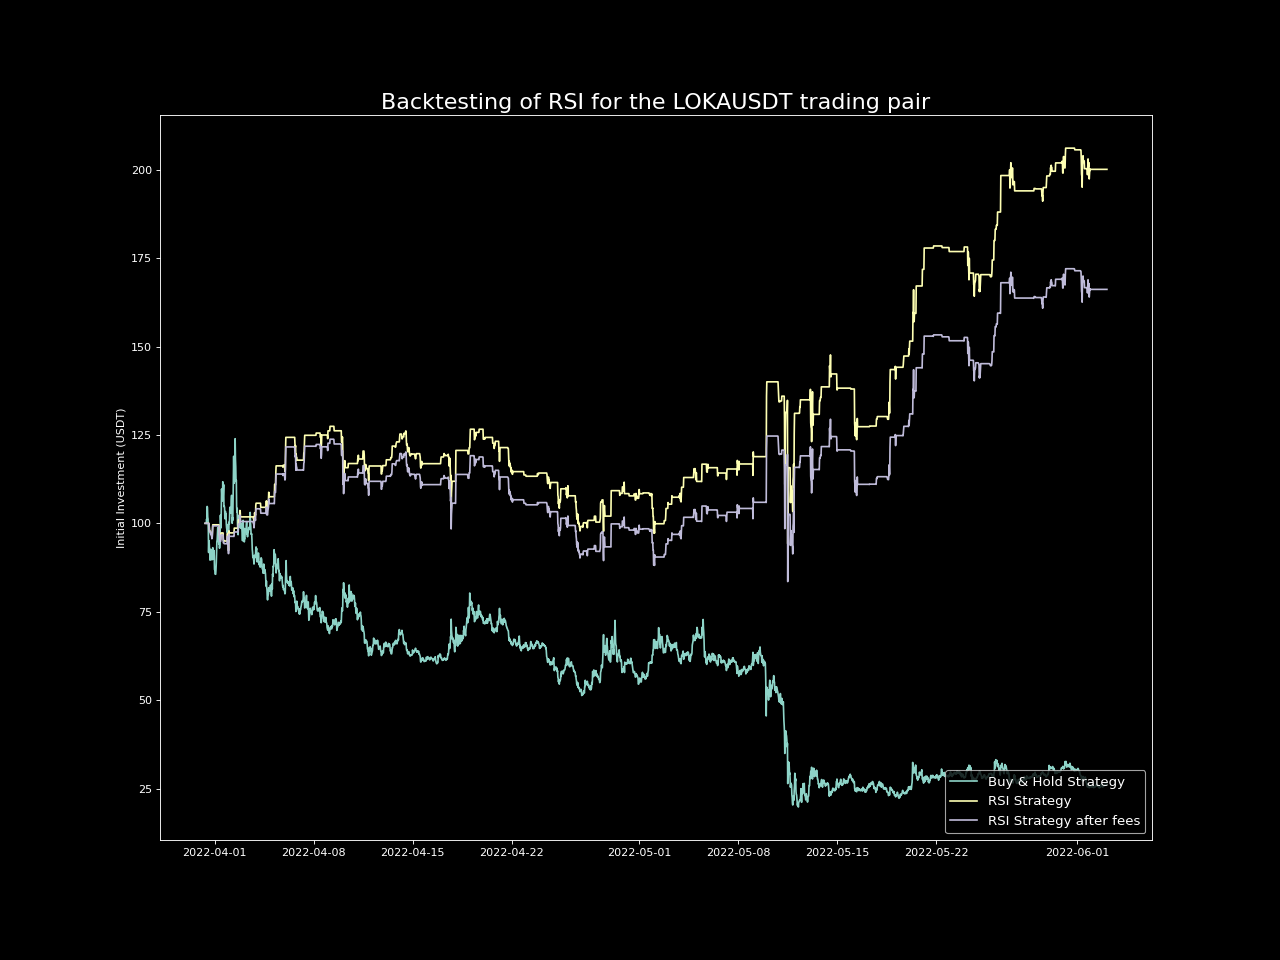 Backtesting of RSI for the LOKAUSDT trading pair
Initial Investment (USDT)
200
175
150
125
100
75
50
25
2022-04-01 2022-04-08 2022-04-15 2022-04-22 2022-05-01 2022-05-08 2022-05-15 2022-05-22 2022-06-01
Buy & Hold Strategy
RSI Strategy
RSI Strategy after fees